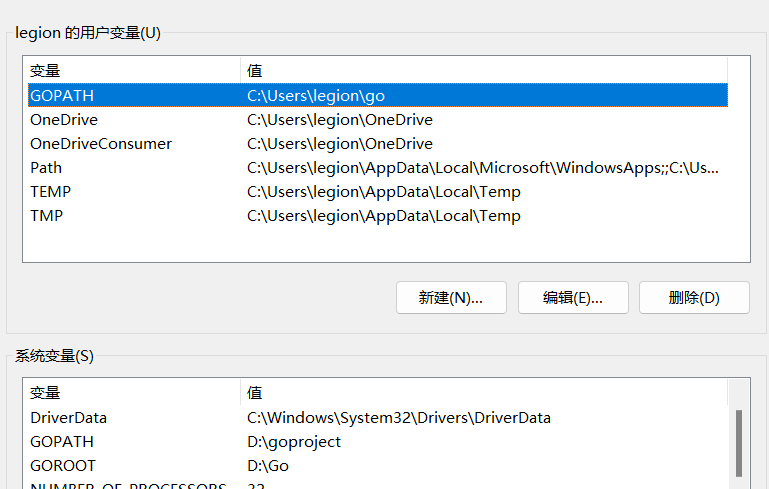 legion 的用户变量(U)
变量 值
GOPATH C:\Users\legion\go
OneDrive C:\Users\legion\OneDrive
OneDriveConsumer C:\Users\legion\OneDrive
Path C:\Users\legion\AppData\Local\Microsoft\WindowsApps;;C:\Us...
TEMP C:\Users\legion\AppData\Local\Temp
TMP C:\Users\legion\AppData\Local\Temp
新建(N)... 编辑(E)... 删除(D)
系统变量(S)
变量 值
DriverData C:\Windows\System32\Drivers\DriverData
GOPATH D:\goproject
GOROOT D:\Go
NUMBER_OF_PROCESSORS 32